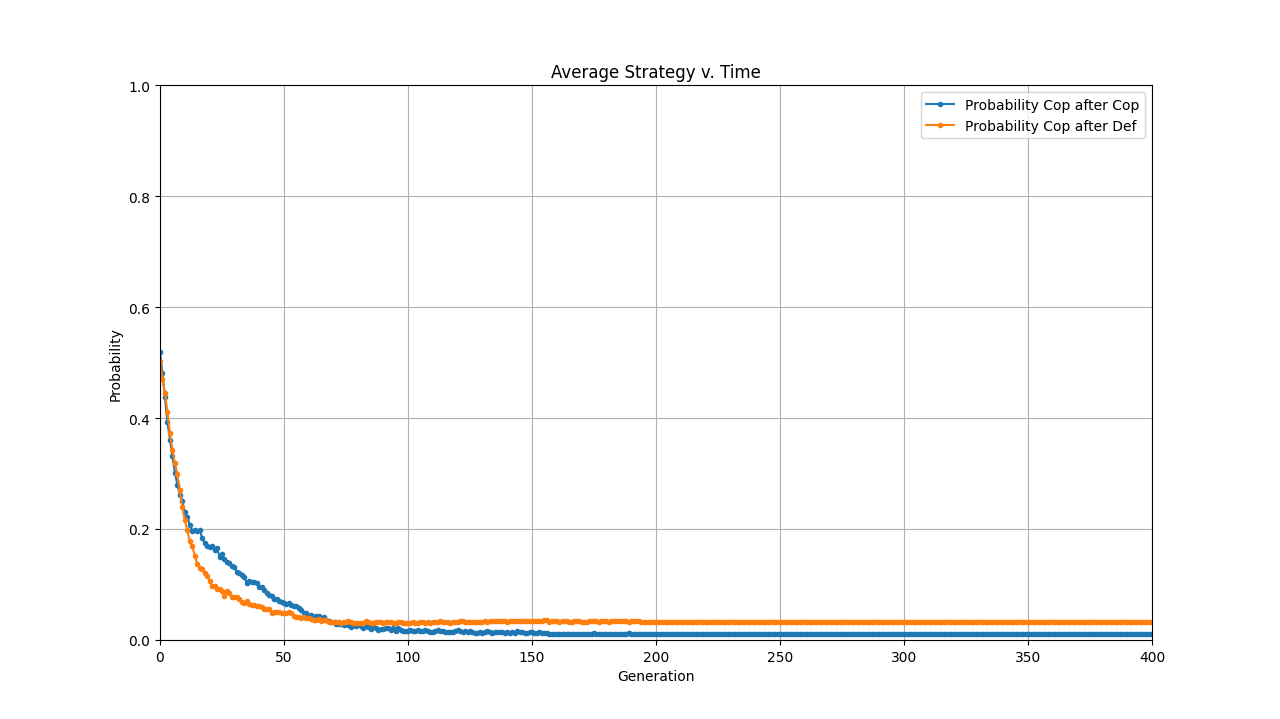 Average Strategy v. Time
1.0
0.8
0.6
0.4
0.2
0.0
Probability
Probability Cop after Cop
Probability Cop after Def
0 50 100 150 200 250 300 350 400
Generation